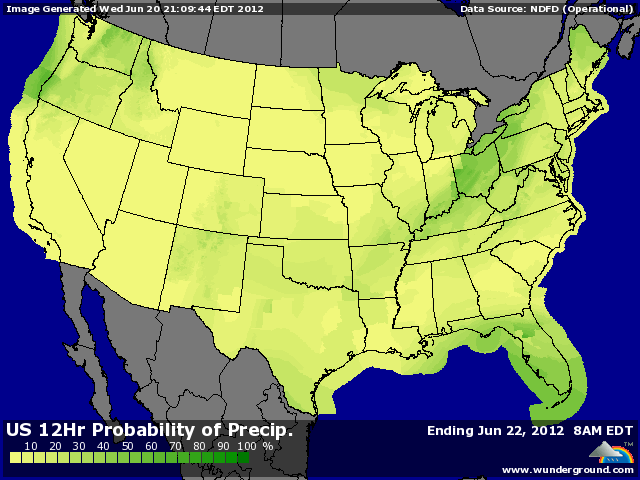 Image Generated Wed Jun 20 21:09:44 EDT 2012 Data Source: NDFD (Operational)
US 12Hr Probability of Precip. Ending Jun 22, 2012 8AM EDT
10 20 30 40 50 60 70 80 90 100 %
TM
www.wunderground.com